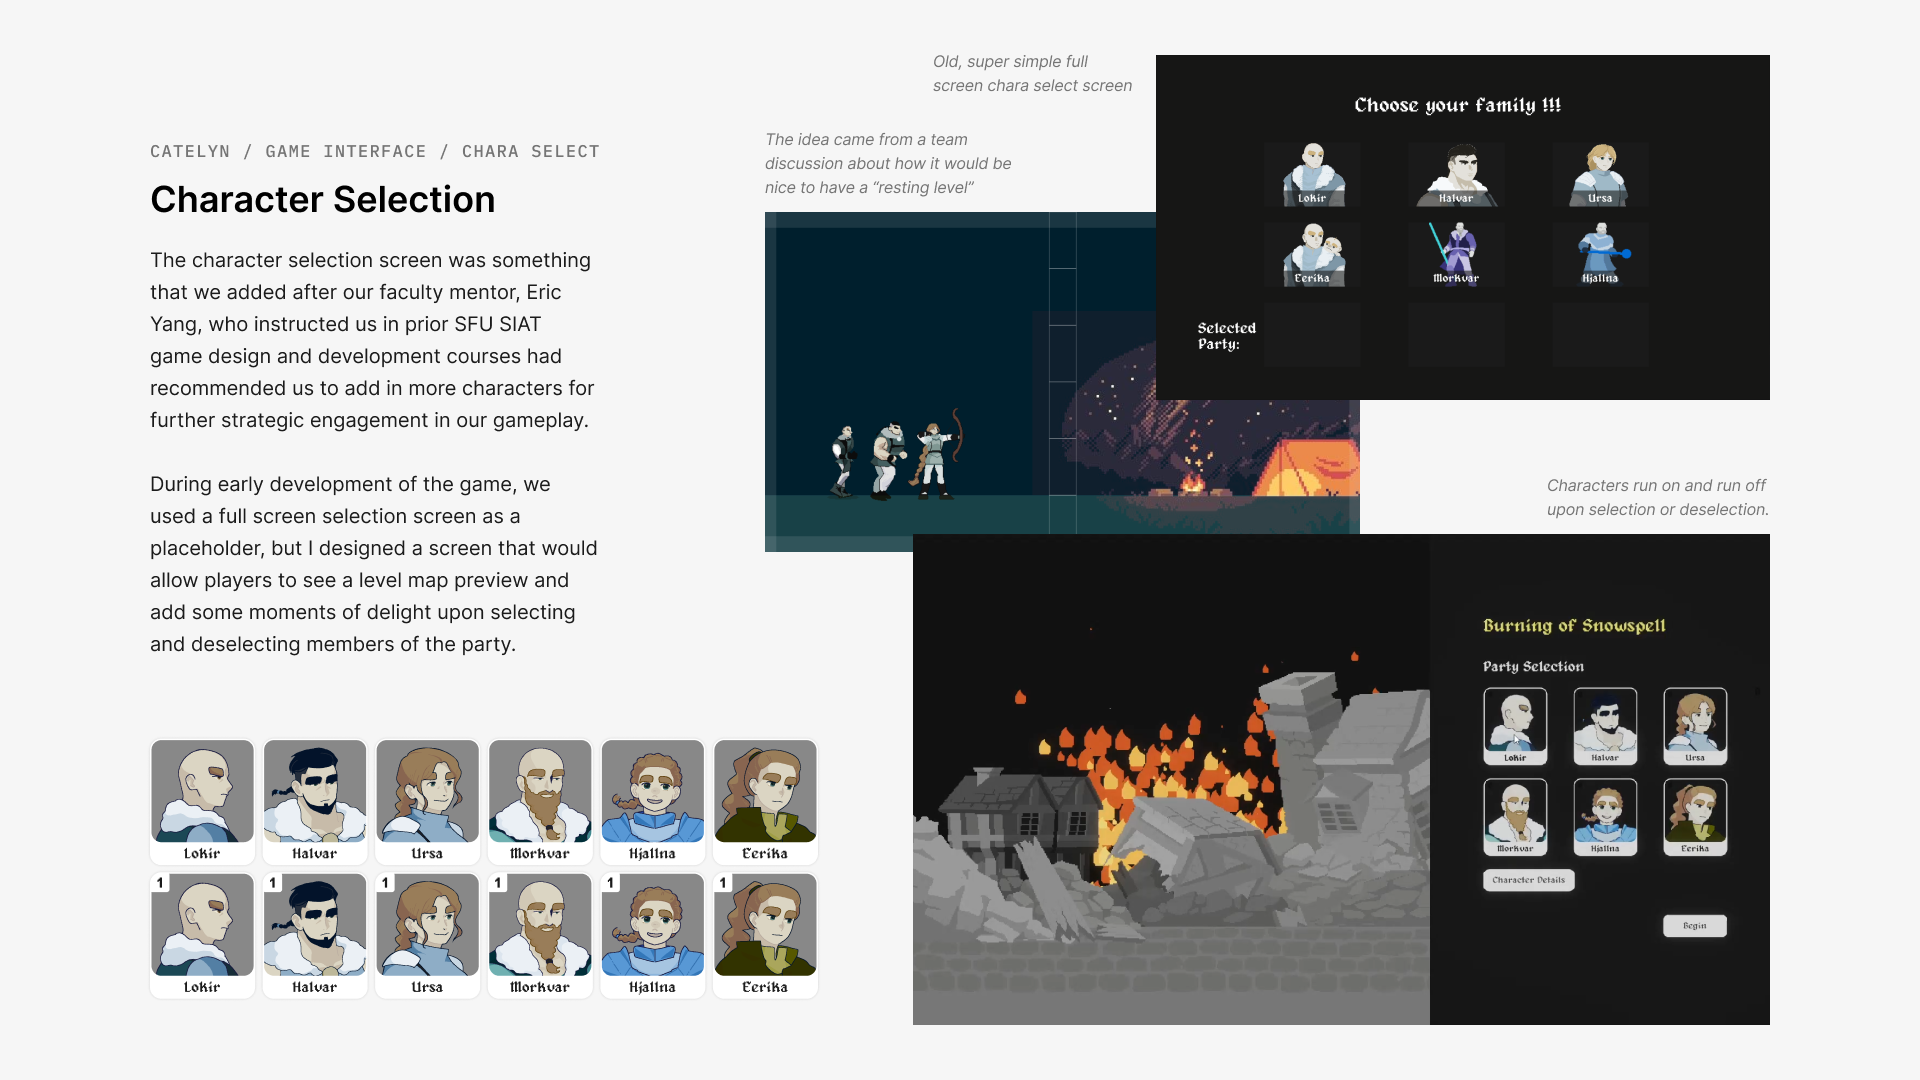 CATELYN / GAME INTERFACE / CHARA SELECT
Character Selection
The character selection screen was something
that we added after our faculty mentor, Eric
Yang, who instructed us in prior SFU SIAT
game design and development courses had
recommended us to add in more characters for
further strategic engagement in our gameplay.
During early development of the game, we
used a full screen selection screen as a
placeholder, but I designed a screen that would
allow players to see a level map preview and
add some moments of delight upon selecting
and deselecting members of the party.
Old, super simple full
screen chara select screen
The idea came from a team
discussion about how it would be
nice to have a “resting level”
Choose your family !!!
Lokir
Halvar
Ursa
Eerika
Morkvar
Hjallna
Selected
Party:
Characters run on and run off
upon selection or deselection.
Burning of Snowspell
Party Selection
Lokir
Halvar
Ursa
Morkvar
Hjallna
Eerika
Character Details
Begin
Lokir
Halvar
Ursa
Morkvar
Hjallna
Eerika
1
1
1
1
1
1
Lokir
Halvar
Ursa
Morkvar
Hjallna
Eerika